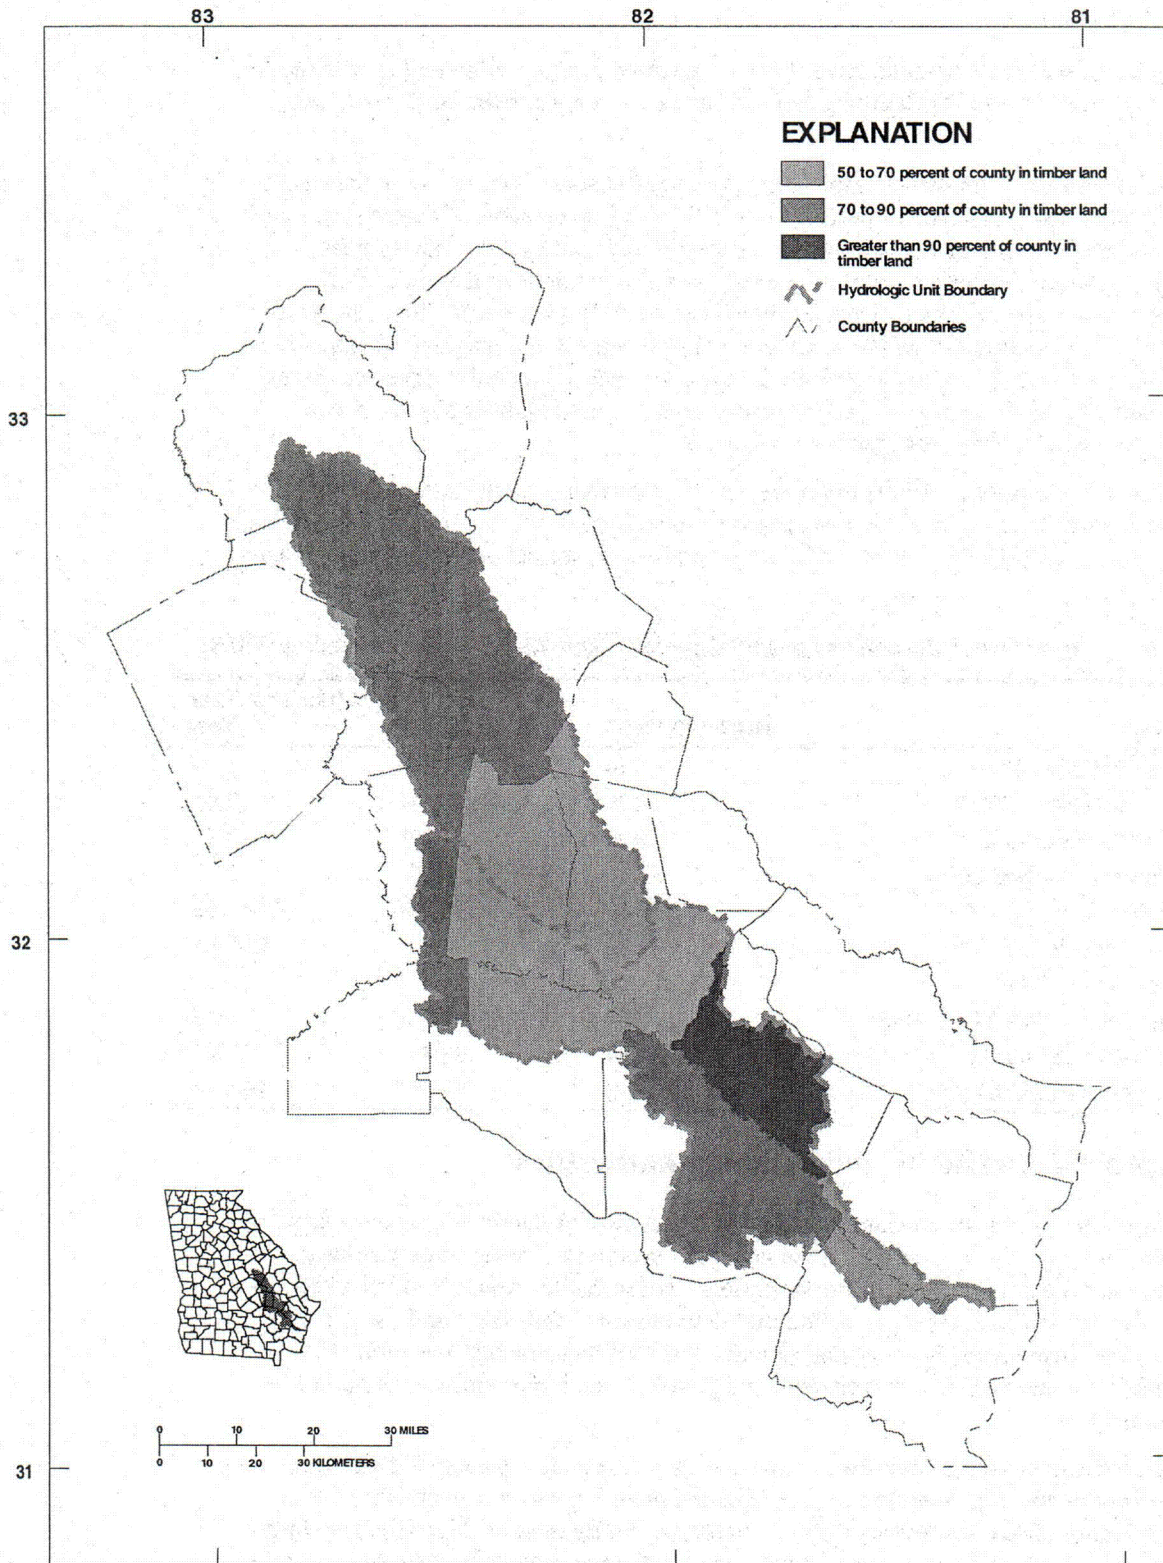 83 82 81
EXPLANATION
50 to 70 percent of county in timber land
70 to 90 percent of county in timber land
Greater than 90 percent of county in
timber land
Hydrologic Unit Boundary
County Boundaries
33
32
0 10 20 30 MILES
0 10 20 30 KILOMETERS
31